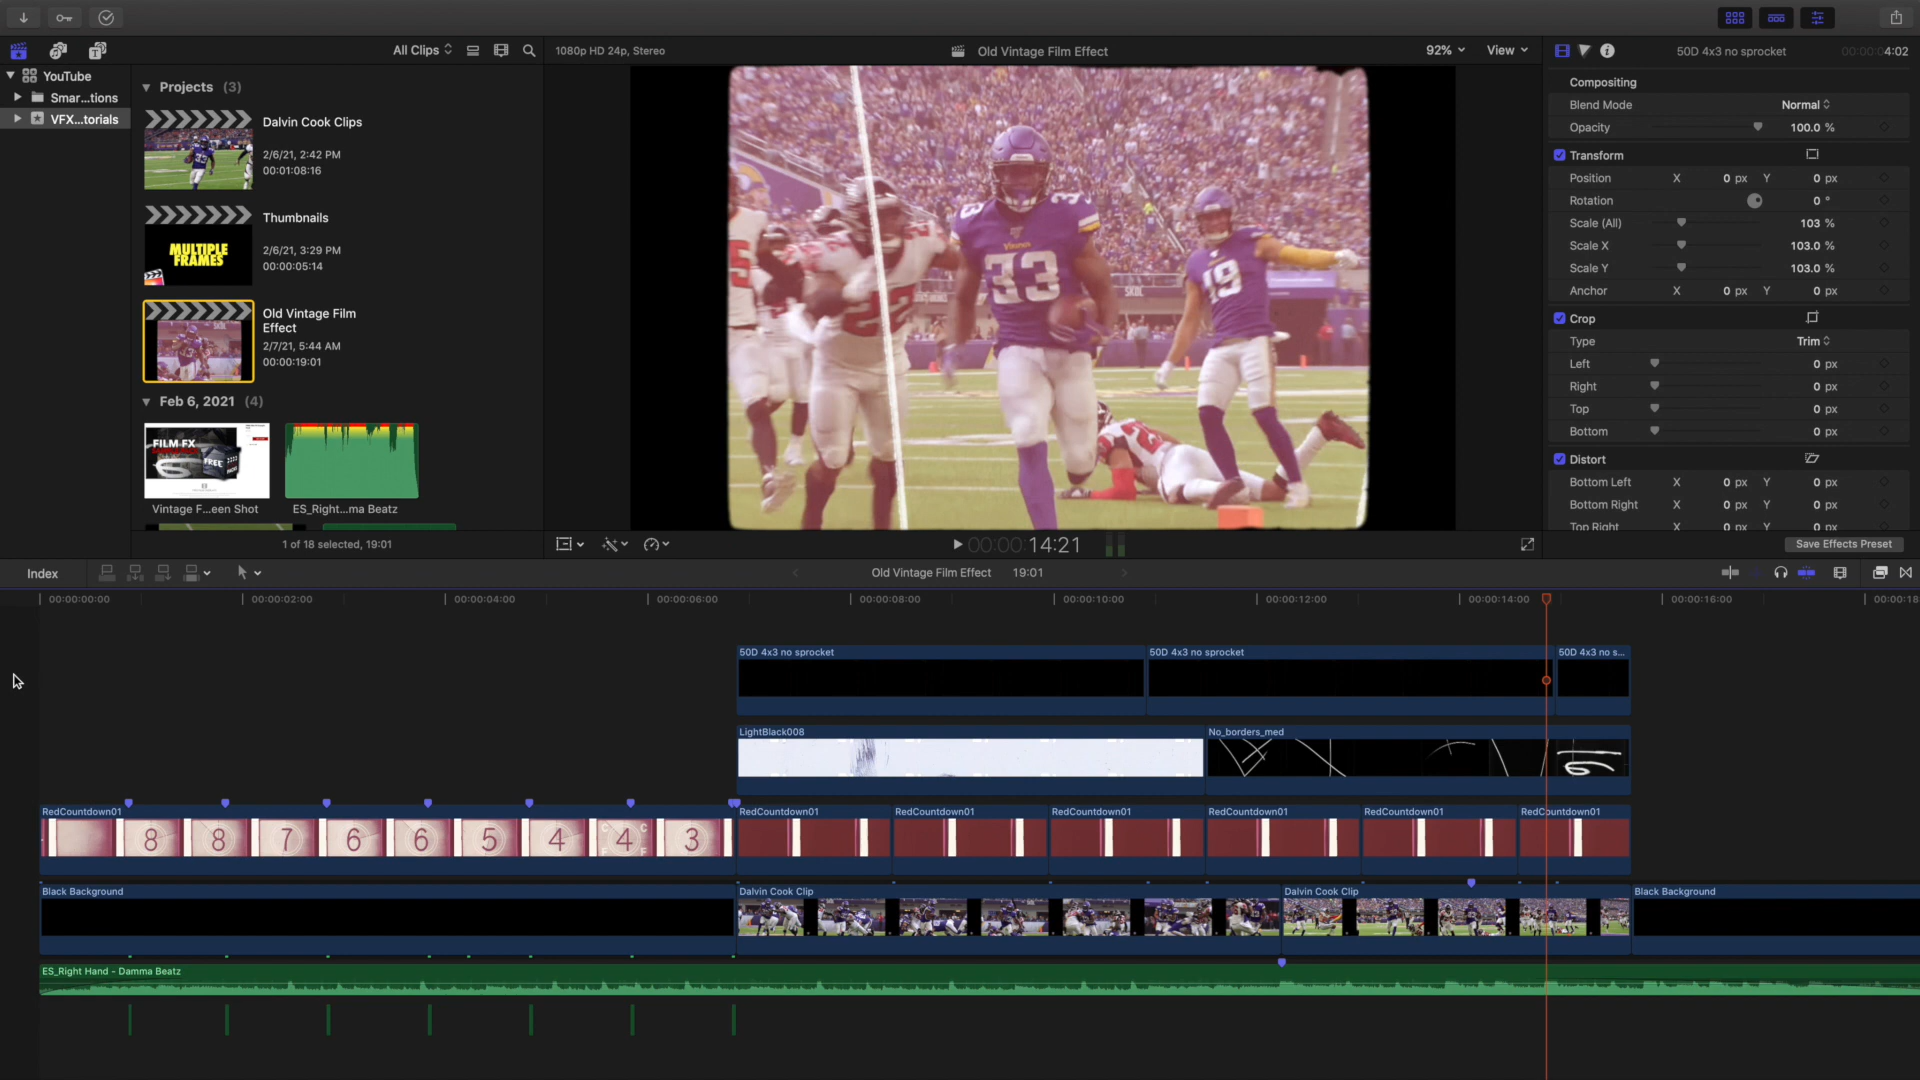 All Clips
1080p HD 24p, Stereo
Old Vintage Film Effect
92%
View
50D 4x3 no sprocket
00:00:04:02
YouTube
Smar...tions
VFX...torials
Projects (3)
Dalvin Cook Clips
2/6/21, 2:42 PM
00:01:08:16
Thumbnails
2/6/21, 3:29 PM
00:00:05:14
MULTIPLE
FRAMES
Old Vintage Film
Effect
2/7/21, 5:44 AM
00:00:19:01
Feb 6, 2021 (4)
FILM FX
FREE
Vintage F...een Shot
ES_Right...ma Beatz
1 of 18 selected, 19:01
33
VIKINGS
33
19
SKOL
00:00:00:14:21
Compositing
Blend Mode Normal
Opacity 100.0 %
Transform
Position X 0 px Y 0 px
Rotation 0 °
Scale (All) 103 %
Scale X 103.0 %
Scale Y 103.0 %
Anchor X 0 px Y 0 px
Crop
Type Trim
Left 0 px
Right 0 px
Top 0 px
Bottom 0 px
Distort
Bottom Left X 0 px Y 0 px
Bottom Right X 0 px Y 0 px
Top Right X 0 px Y 0 px
Save Effects Preset
Index
Old Vintage Film Effect 19:01
00:00:00:00 00:00:02:00 00:00:04:00 00:00:06:00 00:00:08:00 00:00:10:00 00:00:12:00 00:00:14:00 00:00:16:00 00:00:18
50D 4x3 no sprocket 50D 4x3 no sprocket 50D 4x3 no s...
LightBlack008 No_borders_med
RedCountdown01 RedCountdown01 RedCountdown01 RedCountdown01 RedCountdown01 RedCountdown01 RedCountdown01
8 8 7 6 6 5 4 4 3
Black Background Dalvin Cook Clip Dalvin Cook Clip Black Background
ES_Right Hand - Damma Beatz